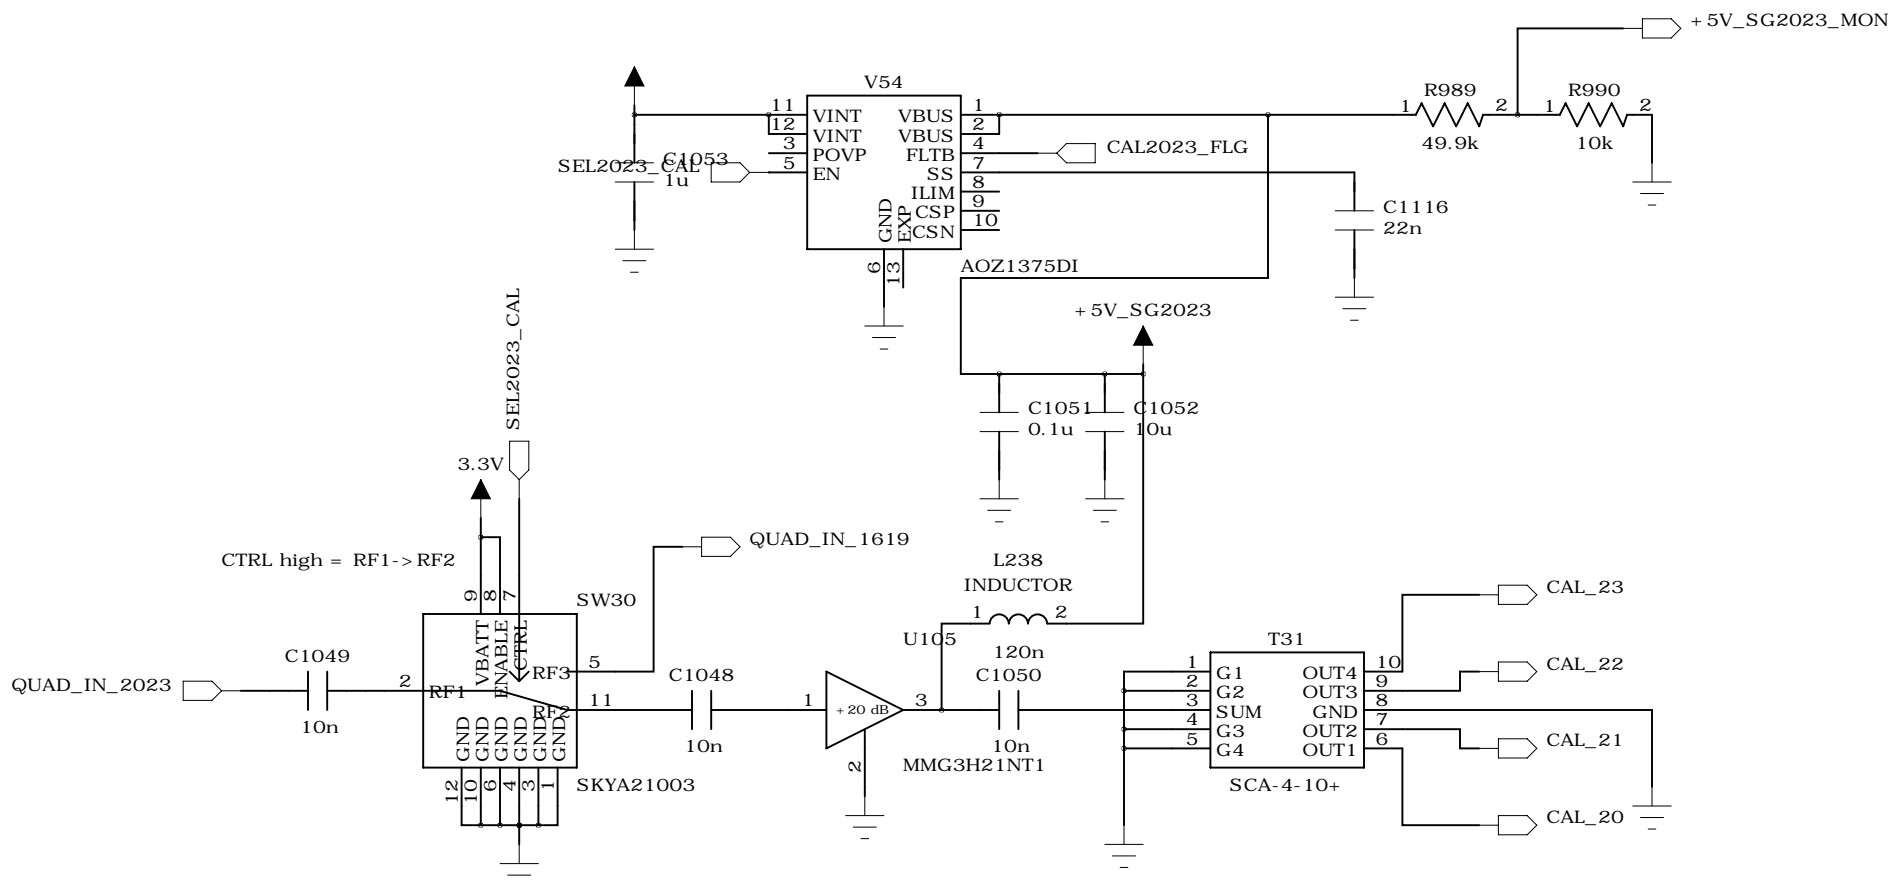 +5V_SG2023_MON
V54
R989
R990
11
VINT
VBUS
1
1
2
1
2
12
VINT
VBUS
2
49.9k
10k
3
POVP
FLTB
4
CAL2023_FLG
SEL2023_CAL
C1053
1u
5
EN
SS
7
ILIM
8
CSP
9
CSN
10
GND
EXP
6
13
C1116
22n
AOZ1375DI
+5V_SG2023
SEL2023_CAL
C1051
0.1u
C1052
10u
3.3V
QUAD_IN_1619
CTRL high = RF1->RF2
L238
INDUCTOR
1
2
120n
CAL_23
9
8
7
SW30
VBATT
ENABLE
CTRL
U105
T31
C1049
RF3
5
C1048
C1050
1
G1
OUT4
10
CAL_22
QUAD_IN_2023
2
RF1
2
G2
OUT3
9
RF2
11
1
+20 dB
3
3
SUM
GND
8
10n
10n
10n
4
G3
OUT2
7
CAL_21
GND
GND
GND
GND
GND
GND
2
MMG3H21NT1
5
G4
OUT1
6
12
10
6
4
3
1
SKYA21003
SCA-4-10+
CAL_20